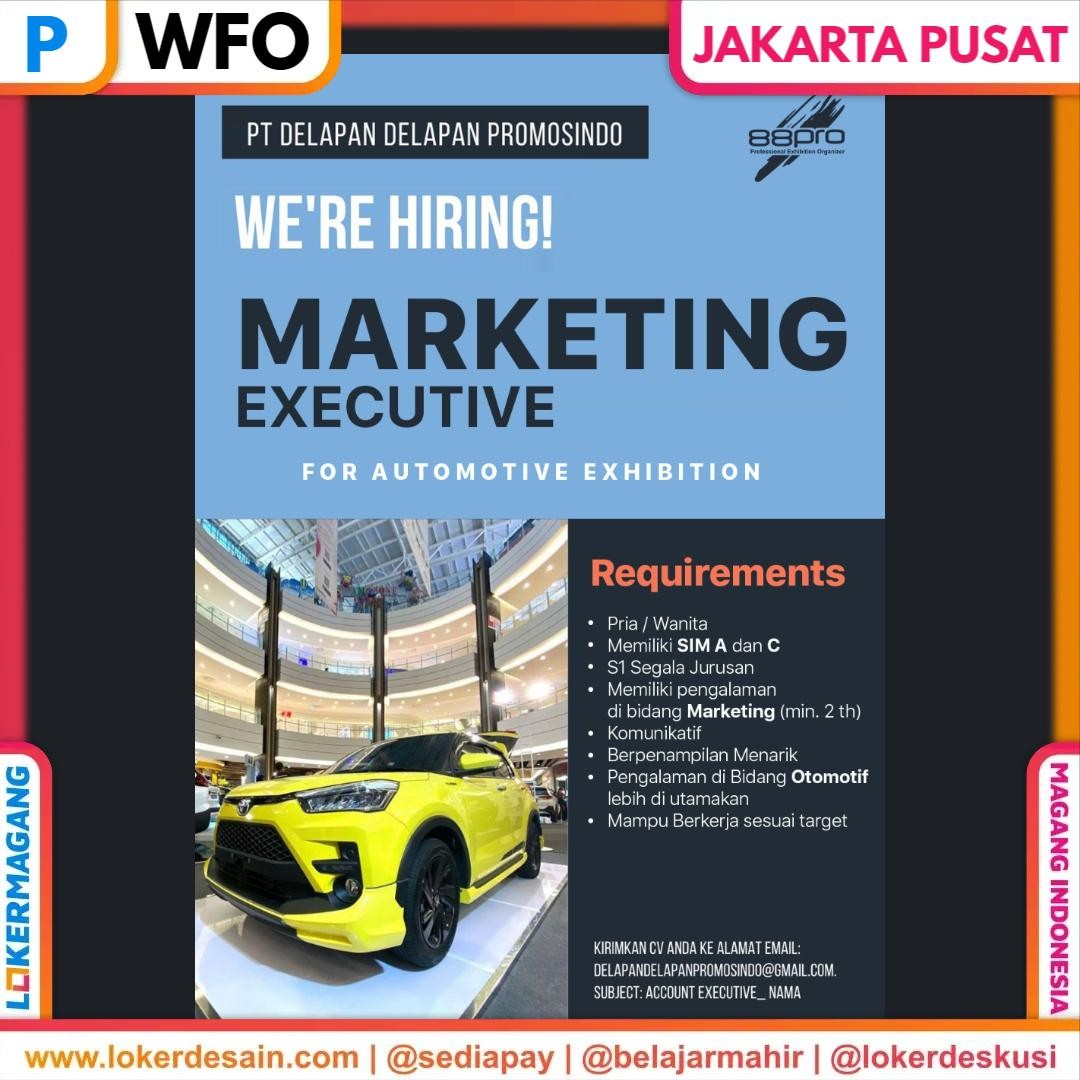 P
WFO
JAKARTA PUSAT
PT DELAPAN DELAPAN PROMOSINDO
88pro
Professional Exhibition Organizer
WE'RE HIRING!
MARKETING
EXECUTIVE
FOR AUTOMOTIVE EXHIBITION
Requirements
• Pria / Wanita
• Memiliki SIM A dan C
• S1 Segala Jurusan
• Memiliki pengalaman
di bidang Marketing (min. 2 th)
• Komunikatif
• Berpenampilan Menarik
• Pengalaman di Bidang Otomotif
lebih di utamakan
• Mampu Berkerja sesuai target
KIRIMKAN CV ANDA KE ALAMAT EMAIL:
DELAPANDELAPANPROMOSINDO@GMAIL.COM.
SUBJECT: ACCOUNT EXECUTIVE_ NAMA
LOKERMAGANG
MAGANG INDONESIA
www.lokerdesain.com | @sediapay | @belajarmahir | @lokerdeskusi